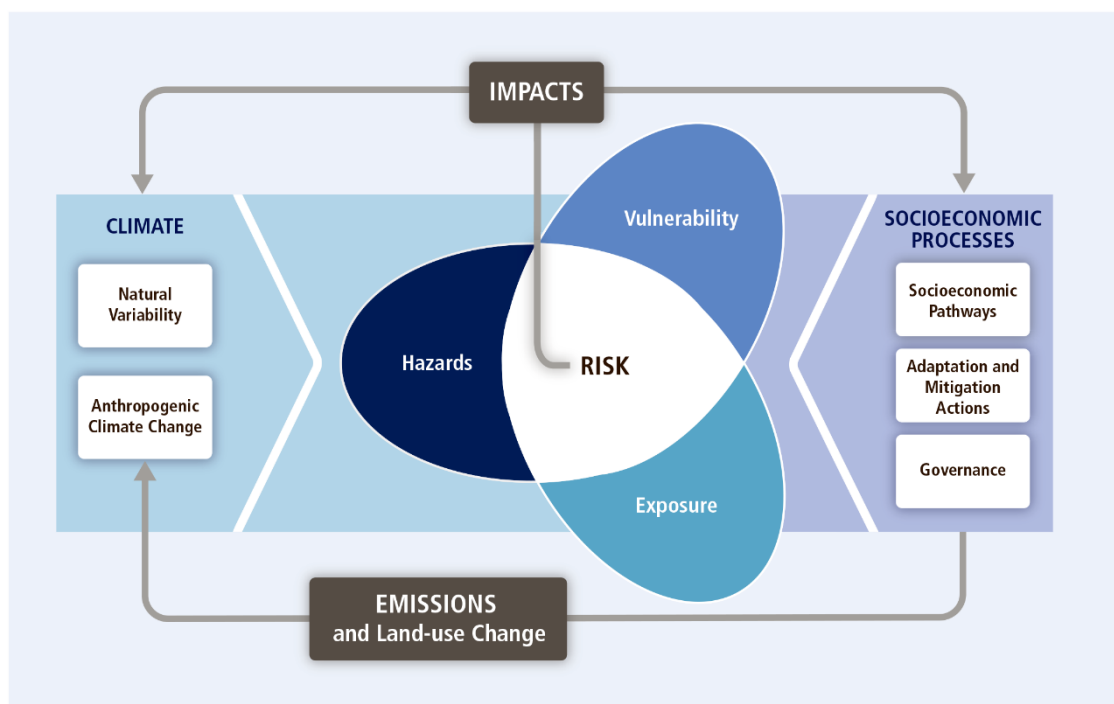 IMPACTS
CLIMATE
Natural
Variability
Anthropogenic
Climate Change
Vulnerability
Hazards
RISK
Exposure
SOCIOECONOMIC
PROCESSES
Socioeconomic
Pathways
Adaptation and
Mitigation
Actions
Governance
EMISSIONS
and Land-use Change